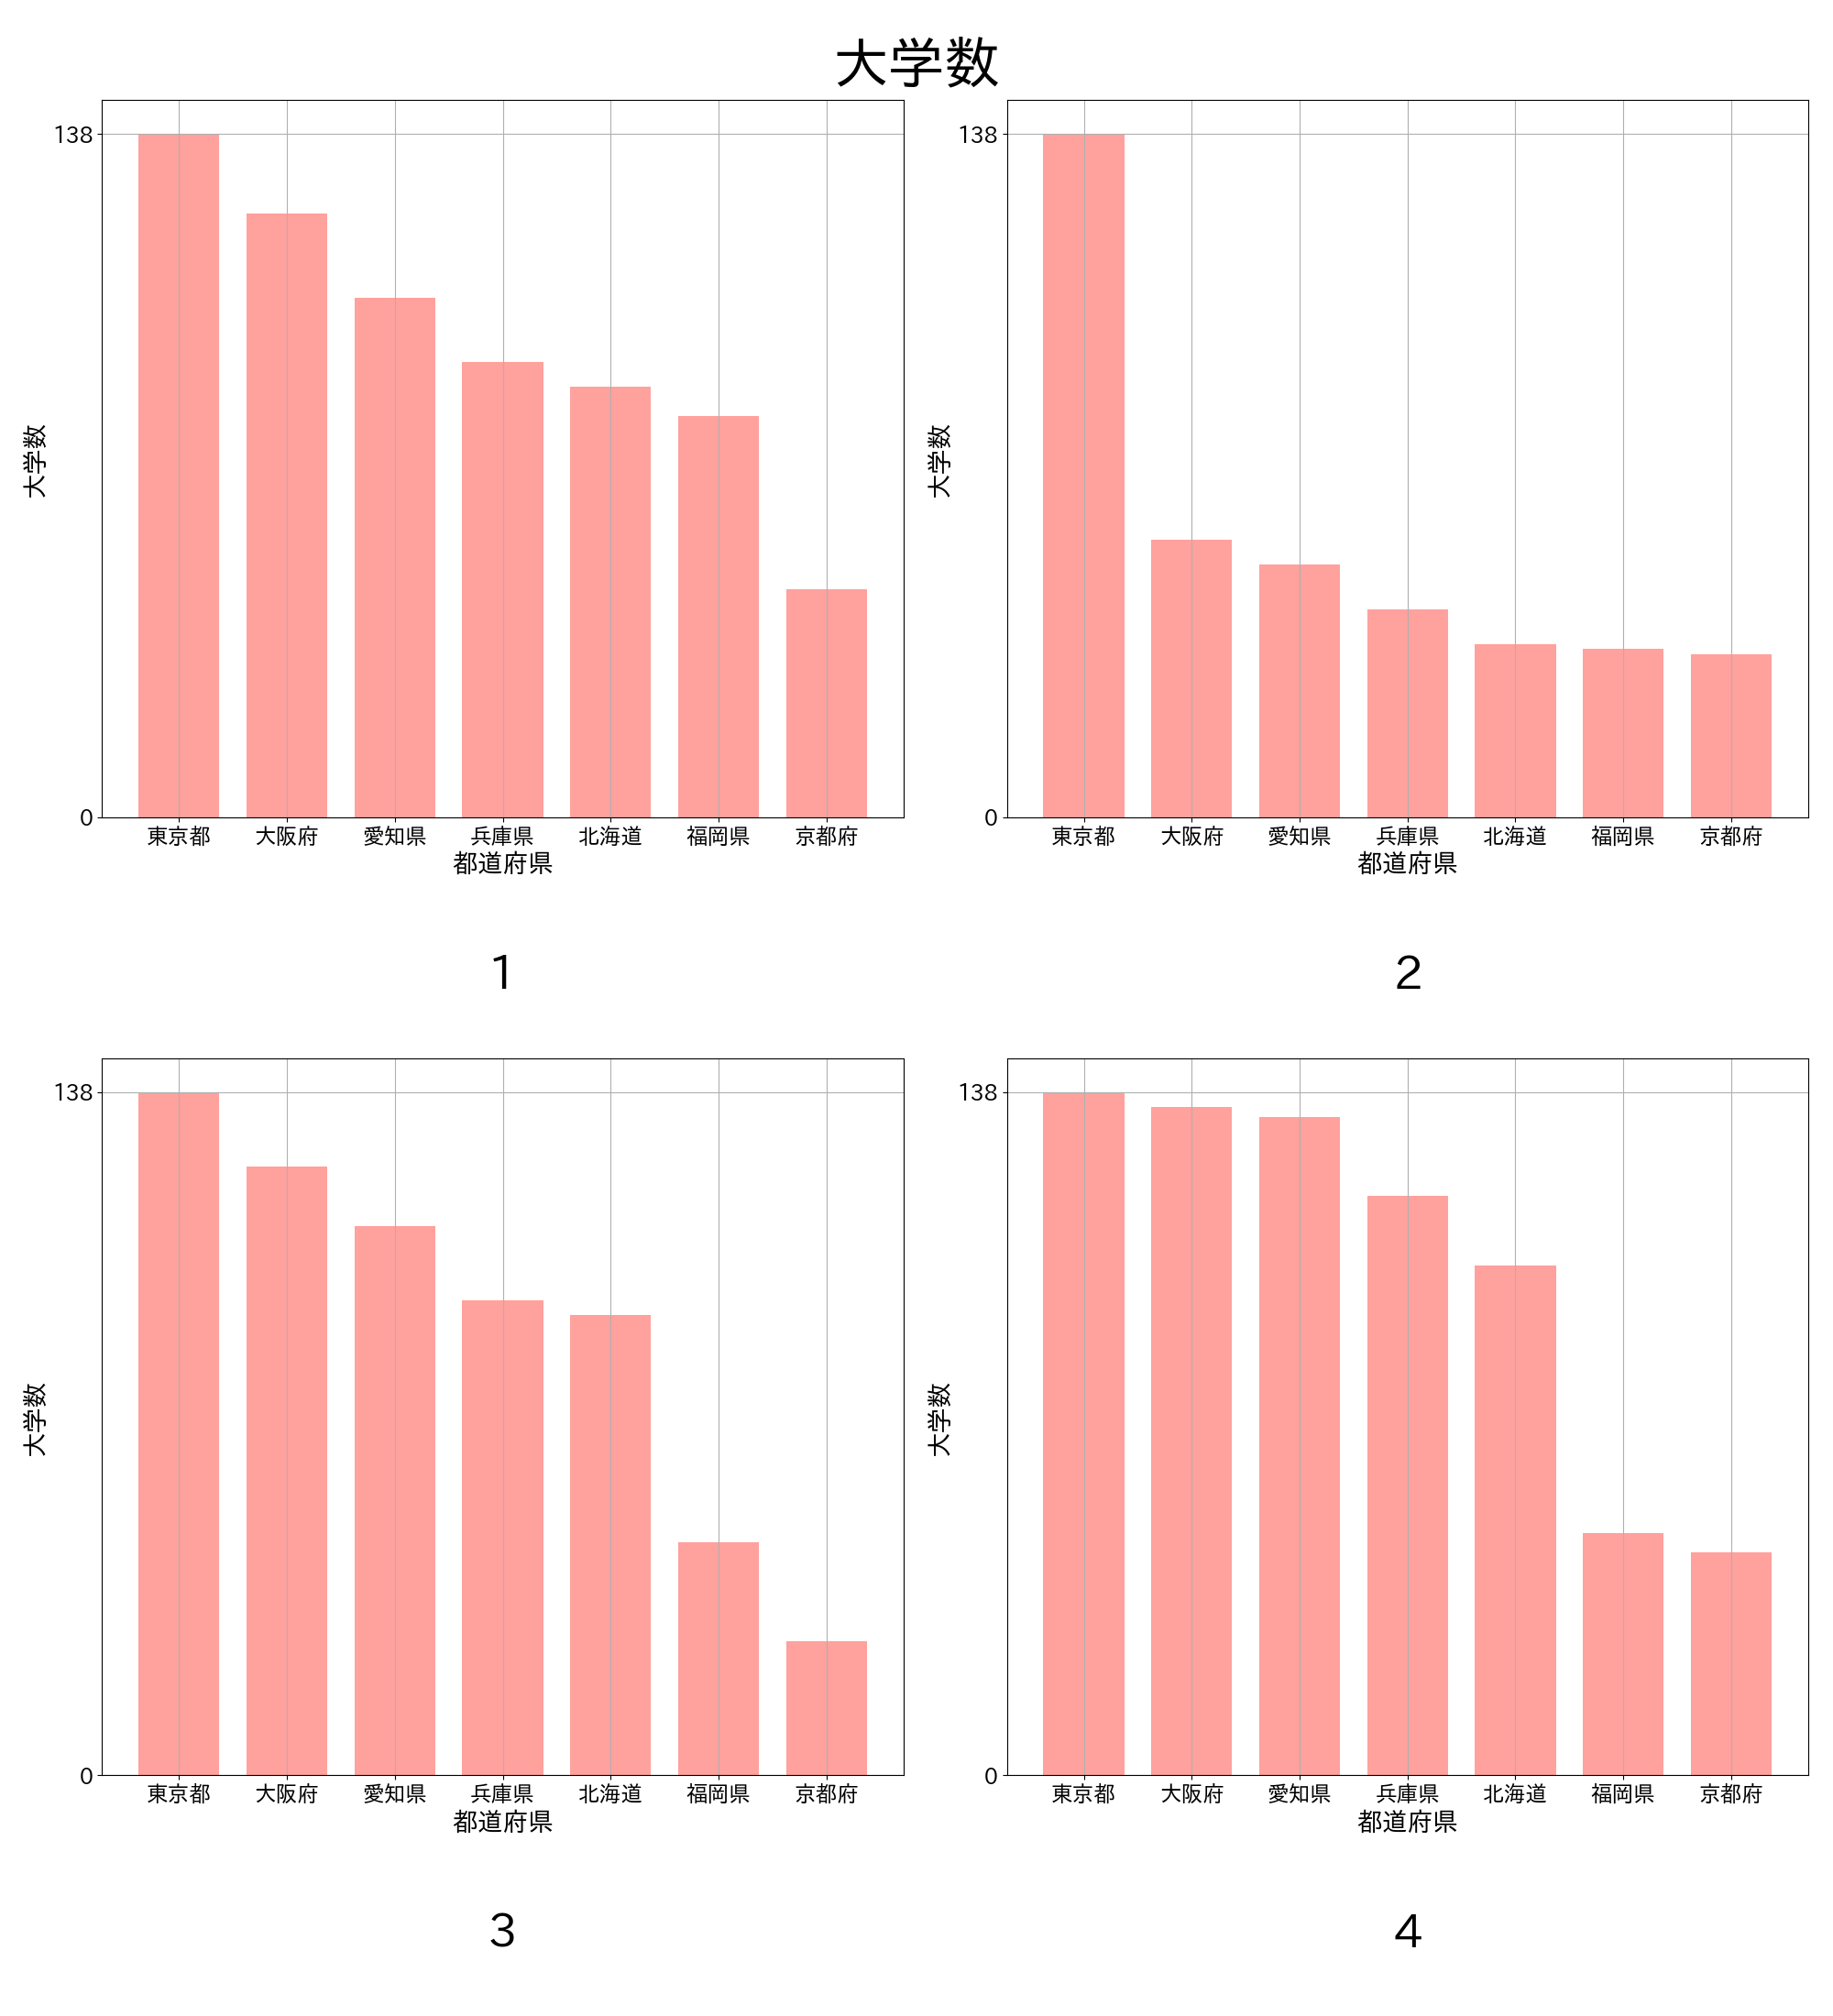 大学数
138
0
大学数
東京都 大阪府 愛知県 兵庫県 北海道 福岡県 京都府
都道府県
1
138
0
大学数
東京都 大阪府 愛知県 兵庫県 北海道 福岡県 京都府
都道府県
2
138
0
大学数
東京都 大阪府 愛知県 兵庫県 北海道 福岡県 京都府
都道府県
3
138
0
大学数
東京都 大阪府 愛知県 兵庫県 北海道 福岡県 京都府
都道府県
4